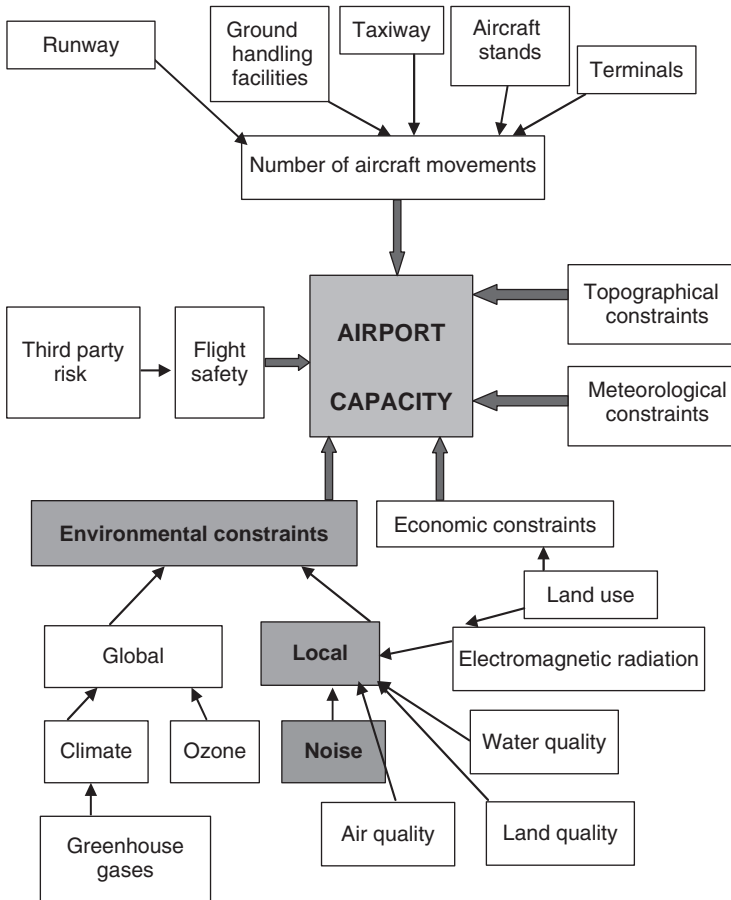 Runway
Ground
handling
facilities
Taxiway
Aircraft
stands
Terminals
Number of aircraft movements
AIRPORT
CAPACITY
Topographical
constraints
Third party
risk
Flight
safety
Meteorological
constraints
Environmental constraints
Economic constraints
Land use
Global
Local
Electromagnetic radiation
Climate
Ozone
Noise
Water quality
Air quality
Land quality
Greenhouse
gases